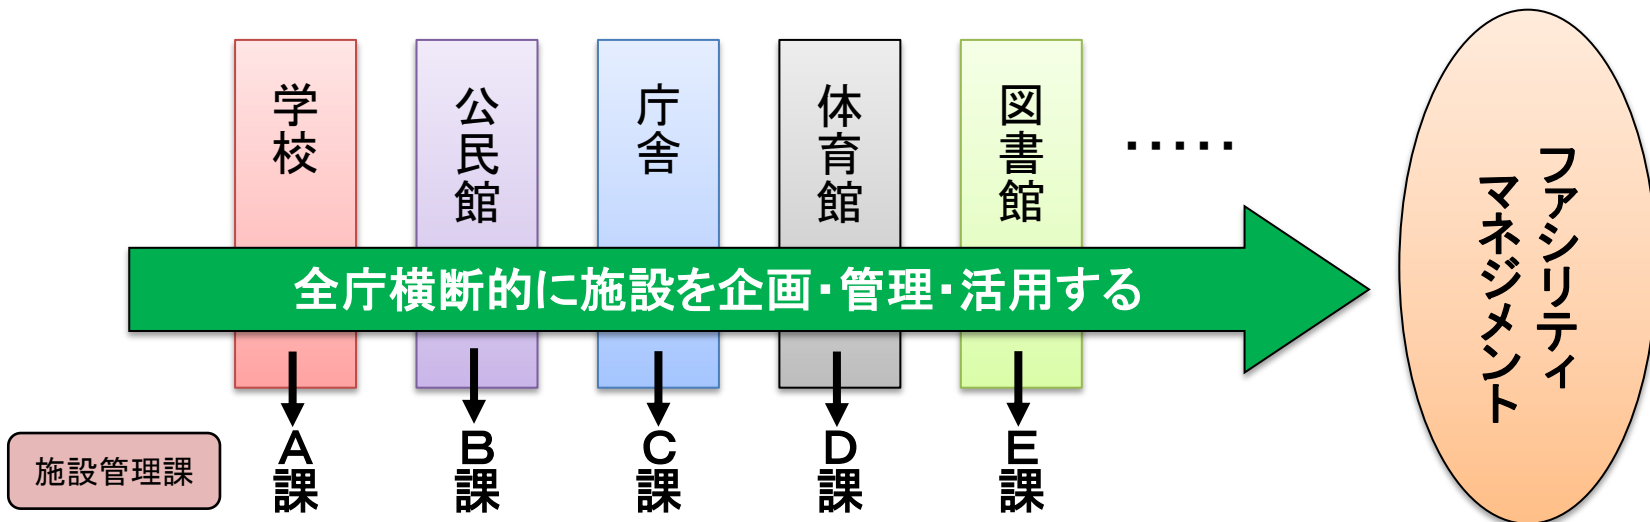 学校
公民館
庁舎
体育館
図書館
・・・・・
全庁横断的に施設を企画・管理・活用する
ファシリティ
マネジメント
施設管理課
A課
B課
C課
D課
E課